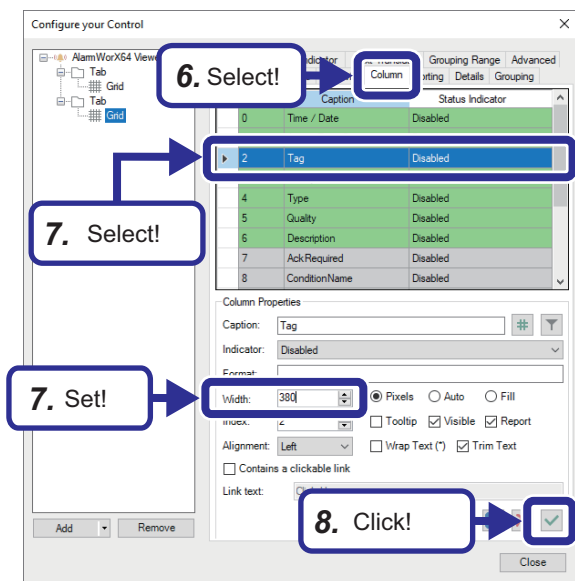 Configure your Control
AlarmWorX64 Viewe
Tab
Grid
Tab
Grid
6. Select!
Grouping Range Advanced
Column Details Grouping
Caption Status Indicator
0 Time / Date Disabled
2 Tag Disabled
7. Select!
4 Type Disabled
5 Quality Disabled
6 Description Disabled
7 AckRequired Disabled
8 ConditionName Disabled
Column Properties
Caption: Tag
Indicator: Disabled
Format:
7. Set!
Width: 380 Pixels Auto Fill
Index: 2 Tooltip Visible Report
Alignment: Left Wrap Text (*) Trim Text
Contains a clickable link
Link text:
8. Click!
Add Remove
Close